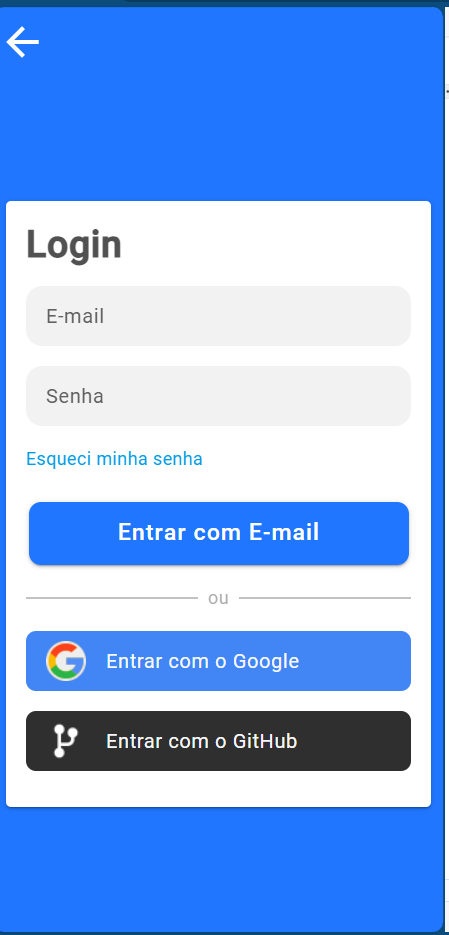 Login
E-mail
Senha
Esqueci minha senha
Entrar com E-mail
ou
Entrar com o Google
Entrar com o GitHub